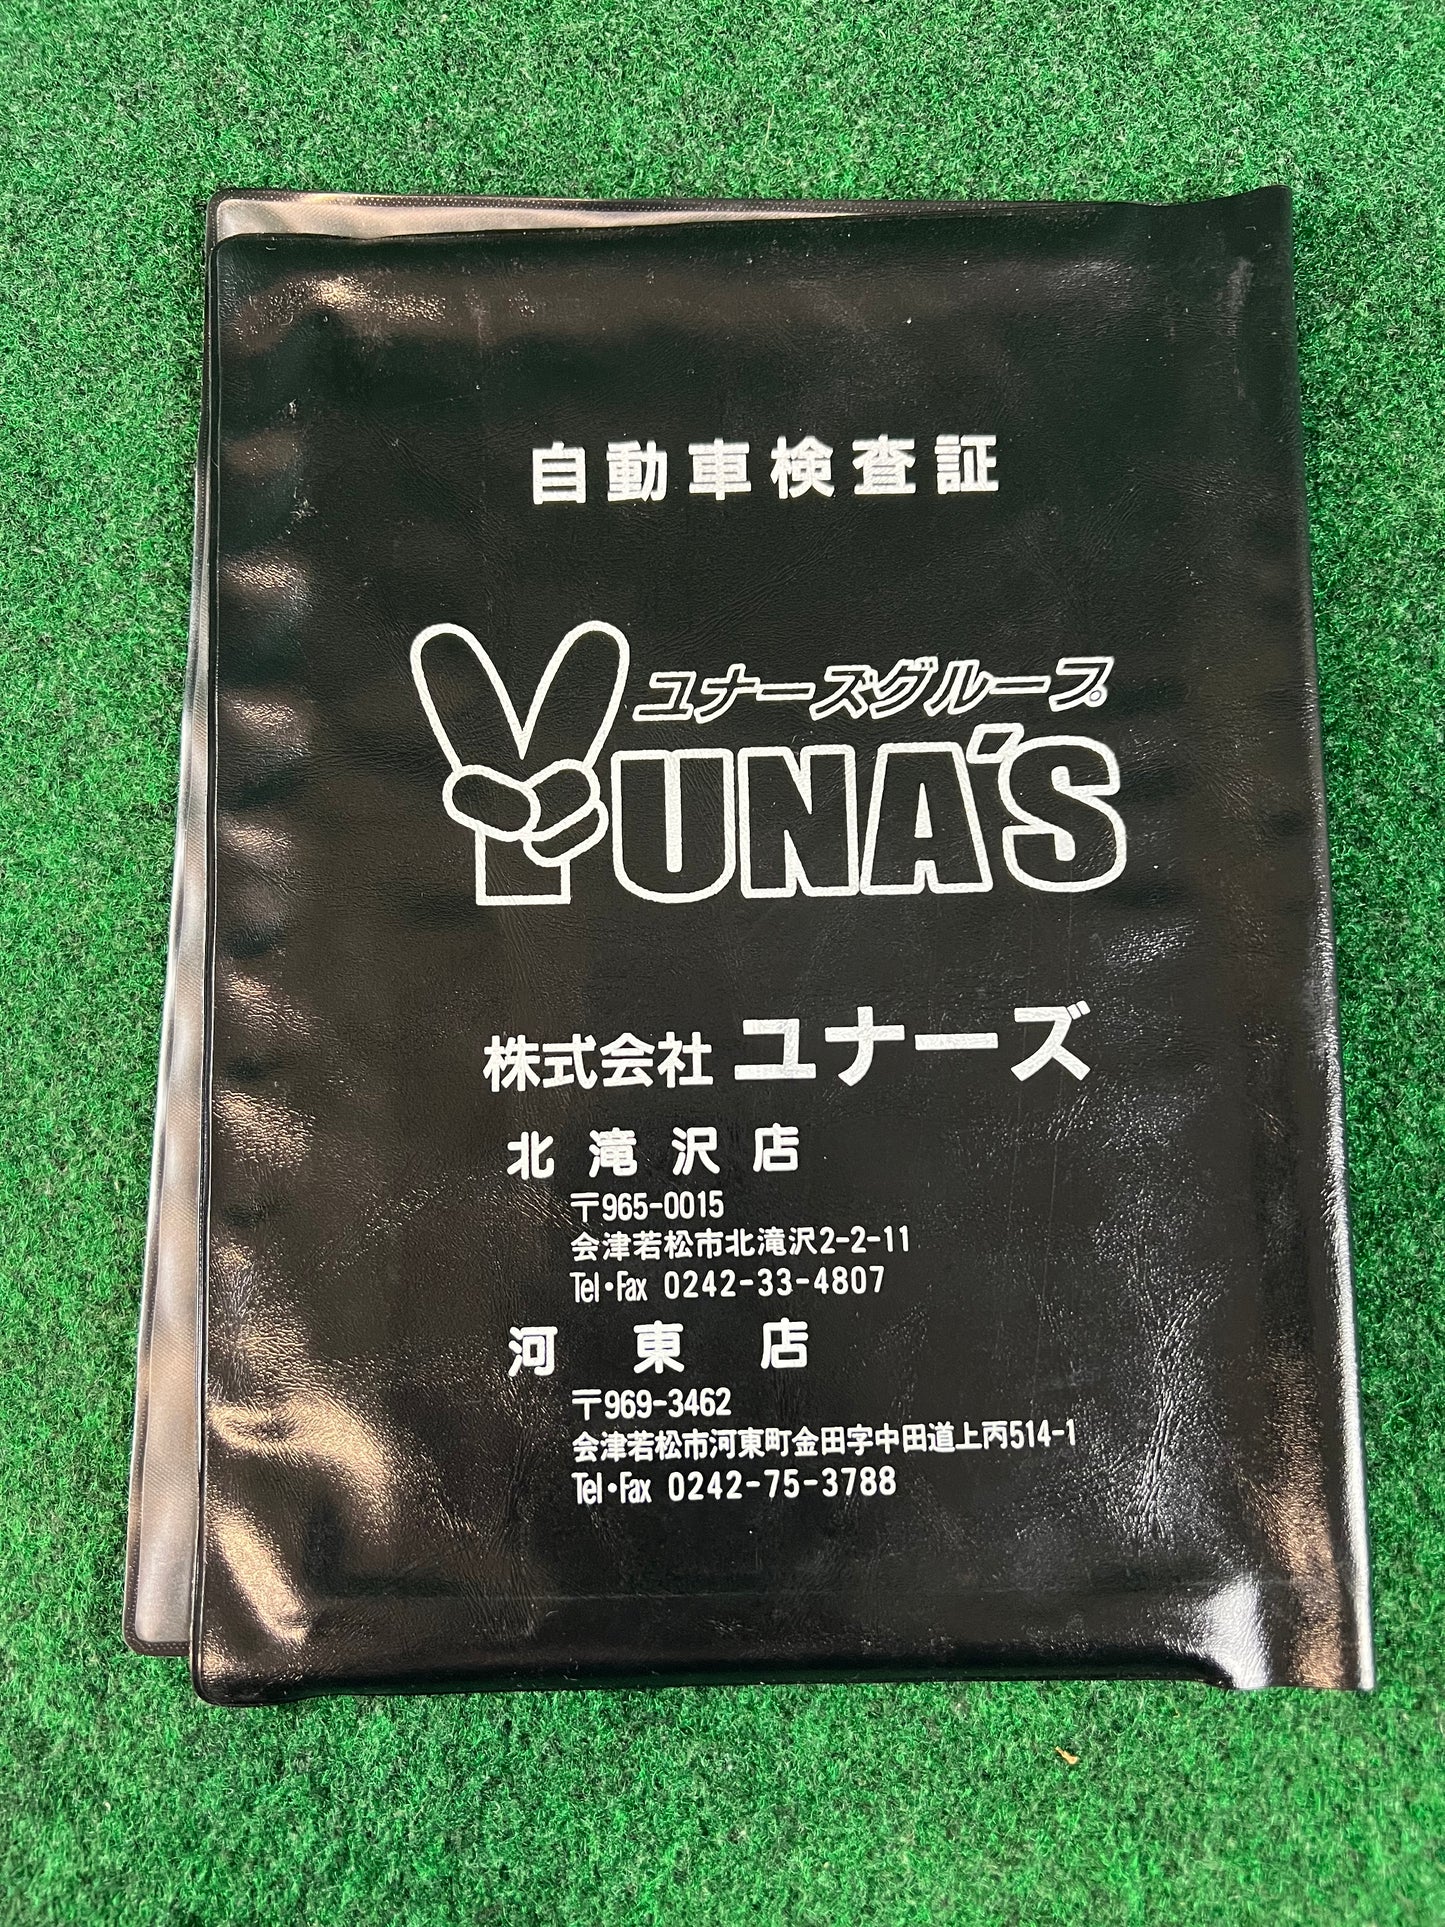 自動車検査証
ユナーズグループ
YUNA'S
株式会社 ユナーズ
北滝沢店
〒965-0015
会津若松市北滝沢2-2-11
Tel・Fax 0242-33-4807
河東店
〒969-3462
会津若松市河東町金田字中田道上丙514-1
Tel・Fax 0242-75-3788